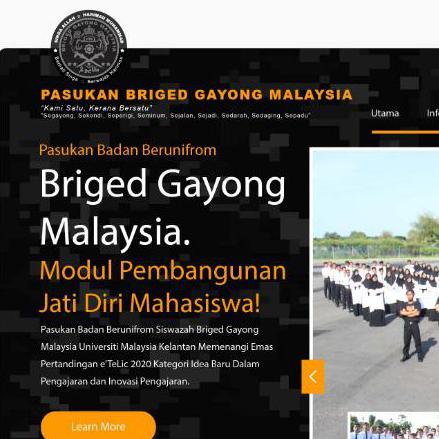 PASUKAN BRIGED GAYONG MALAYSIA
"Kami Satu, Kerana Bersatu"
Utama
Inf
Pasukan Badan Berunifrom
Briged Gayong
Malaysia.
Modul Pembangunan
Jati Diri Mahasiswa!
Pasukan Badan Berunifrom Siswazah Briged Gayong
Malaysia Universiti Malaysia Kelantan Memenangi Emas
Pertandingan e'TeLic 2020 Kategori Idea Baru Dalam
Pengajaran dan Inovasi Pengajaran.
Learn More